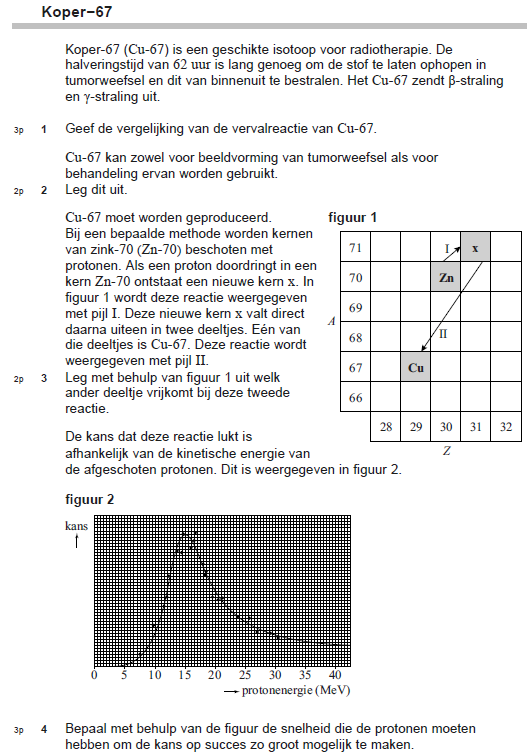 Koper−67
Koper-67 (Cu-67) is een geschikte isotoop voor radiotherapie. De
halveringstijd van 62 uur is lang genoeg om de stof te laten ophopen in
tumorweefsel en dit van binnenuit te bestralen. Het Cu-67 zendt β-straling
en γ-straling uit.
3p 1 Geef de vergelijking van de vervalreactie van Cu-67.
Cu-67 kan zowel voor beeldvorming van tumorweefsel als voor
behandeling ervan worden gebruikt.
2p 2 Leg dit uit.
Cu-67 moet worden geproduceerd.
Bij een bepaalde methode worden kernen
van zink-70 (Zn-70) beschoten met
protonen. Als een proton doordringt in een
kern Zn-70 ontstaat een nieuwe kern x. In
figuur 1 wordt deze reactie weergegeven
met pijl I. Deze nieuwe kern x valt direct
daarna uiteen in twee deeltjes. Eén van
die deeltjes is Cu-67. Deze reactie wordt
weergegeven met pijl II.
2p 3 Leg met behulp van figuur 1 uit welk
ander deeltje vrijkomt bij deze tweede
reactie.
figuur 1
71 I x
70 Zn
69
A
68 II
67 Cu
66
28 29 30 31 32
Z
De kans dat deze reactie lukt is
afhankelijk van de kinetische energie van
de afgeschoten protonen. Dit is weergegeven in figuur 2.
figuur 2
kans
0 5 10 15 20 25 30 35 40
protonenergie (MeV)
3p 4 Bepaal met behulp van de figuur de snelheid die de protonen moeten
hebben om de kans op succes zo groot mogelijk te maken.